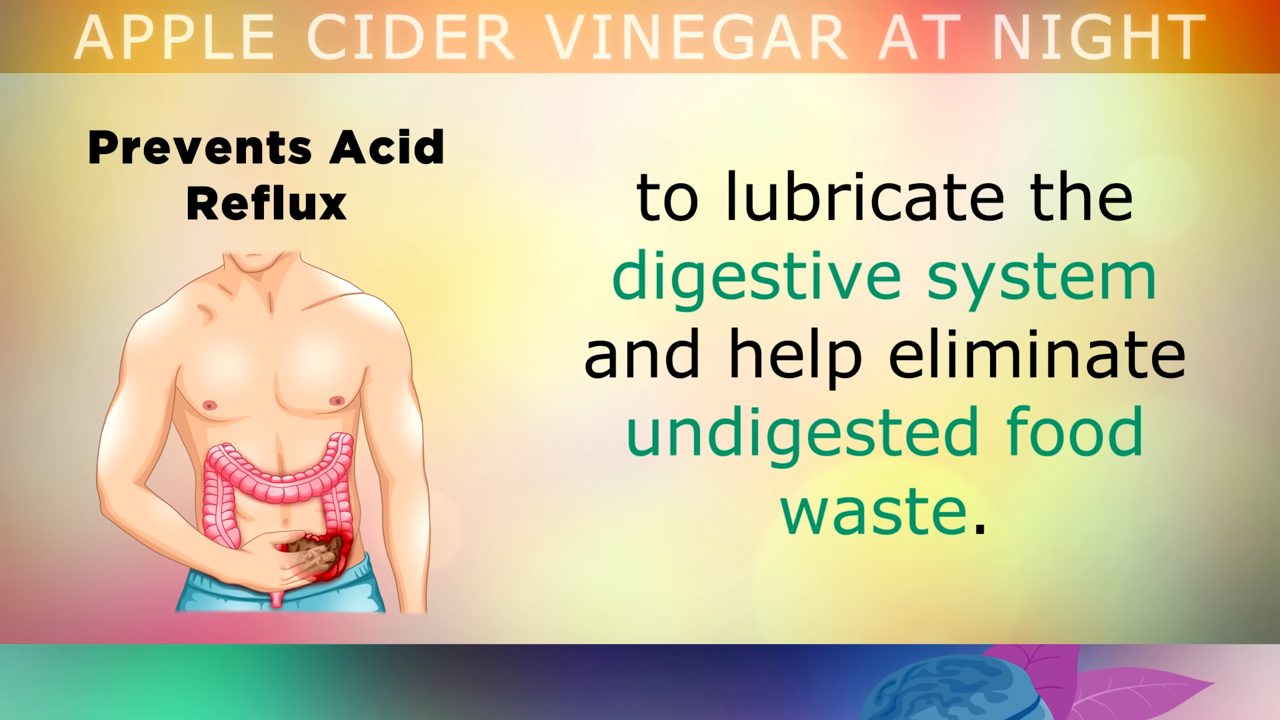 APPLE CIDER VINEGAR AT NIGHT
Prevents Acid
Reflux
to lubricate the
digestive system
and help eliminate
undigested food
waste.